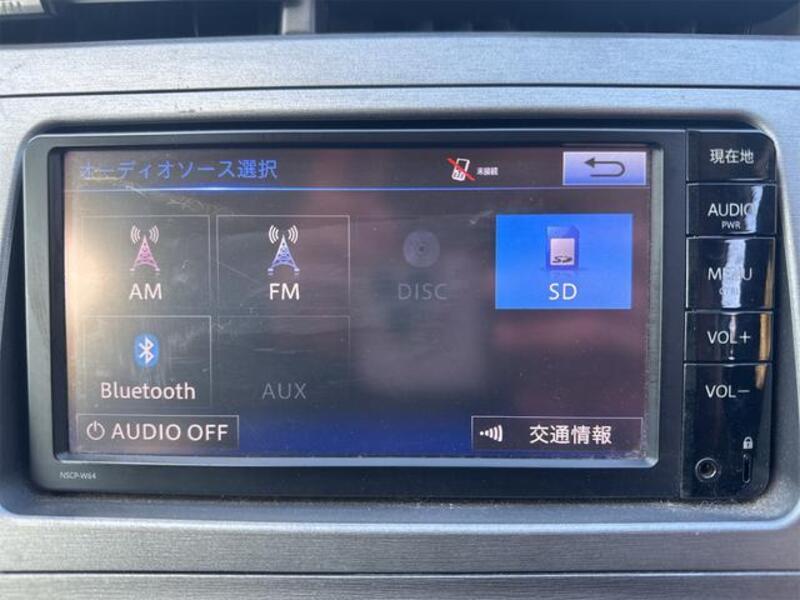 オーディオソース選択
未接続
現在地
AM
FM
DISC
SD
AUDIO
PWR
MENU
Bluetooth
AUX
VOL+
VOL−
AUDIO OFF
交通情報
NSCP-W64